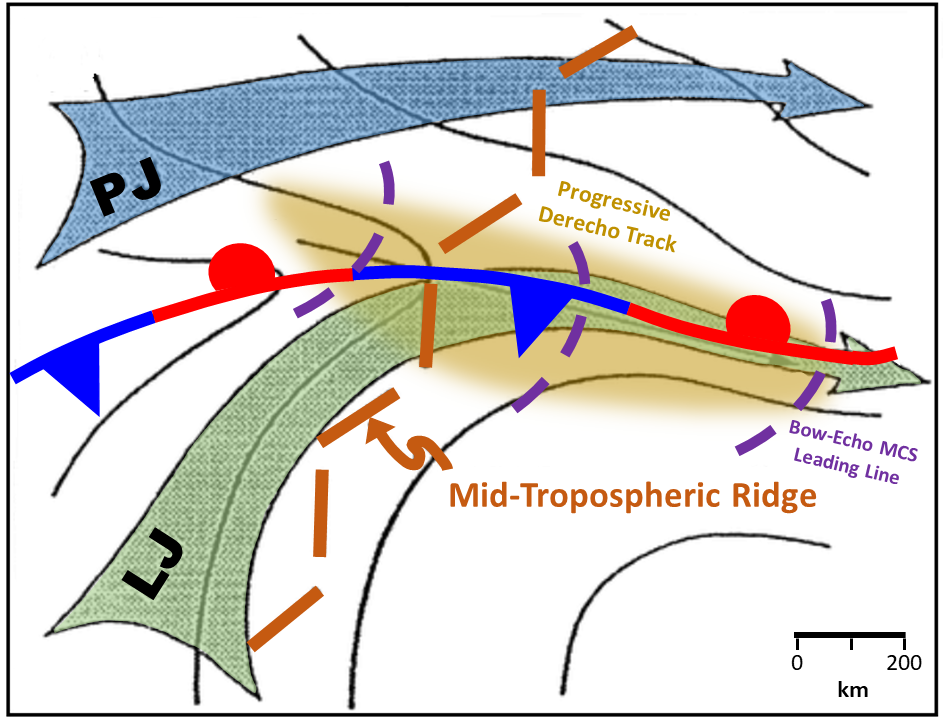 PJ
Progressive
Derecho Track
Bow-Echo MCS
Leading Line
Mid-Tropospheric Ridge
LJ
0 200
km